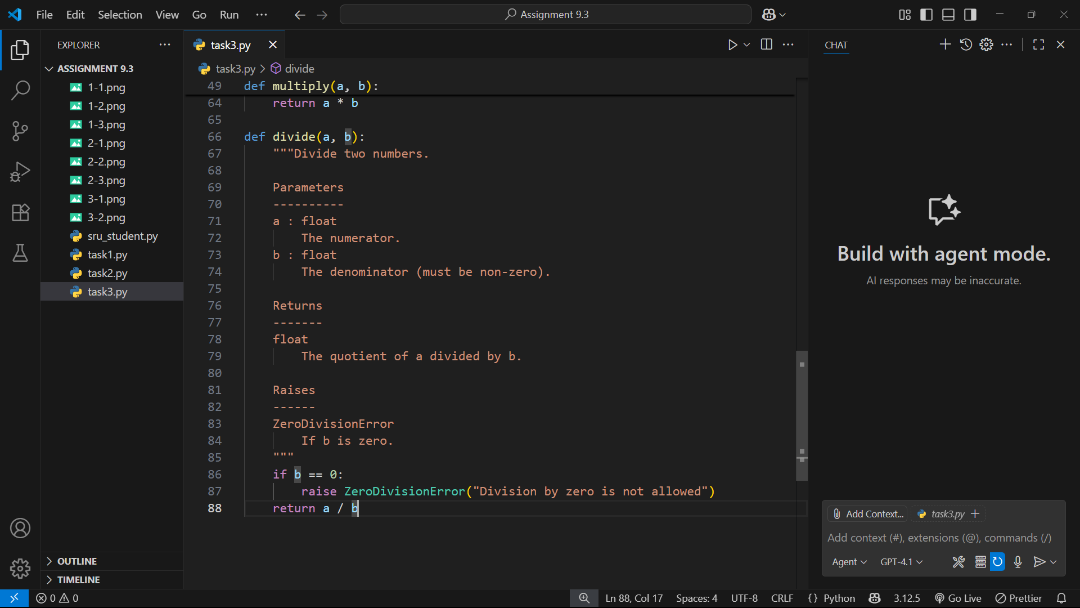 File Edit Selection View Go Run ··· Assignment 9.3
EXPLORER ···
ASSIGNMENT 9.3
1-1.png
1-2.png
1-3.png
2-1.png
2-2.png
2-3.png
3-1.png
3-2.png
sru_student.py
task1.py
task2.py
task3.py
OUTLINE
TIMELINE
task3.py
task3.py > divide
49 def multiply(a, b):
64 return a * b
65
66 def divide(a, b):
67 """Divide two numbers.
68
69 Parameters
70 ----------
71 a : float
72 The numerator.
73 b : float
74 The denominator (must be non-zero).
75
76 Returns
77 -------
78 float
79 The quotient of a divided by b.
80
81 Raises
82 ------
83 ZeroDivisionError
84 If b is zero.
85 """
86 if b == 0:
87 raise ZeroDivisionError("Division by zero is not allowed")
88 return a / b
CHAT
Build with agent mode.
AI responses may be inaccurate.
Add Context... task3.py
Add context (#), extensions (@), commands (/)
Agent GPT-4.1
0 0 Ln 88, Col 17 Spaces: 4 UTF-8 CRLF {} Python 3.12.5 Go Live Prettier